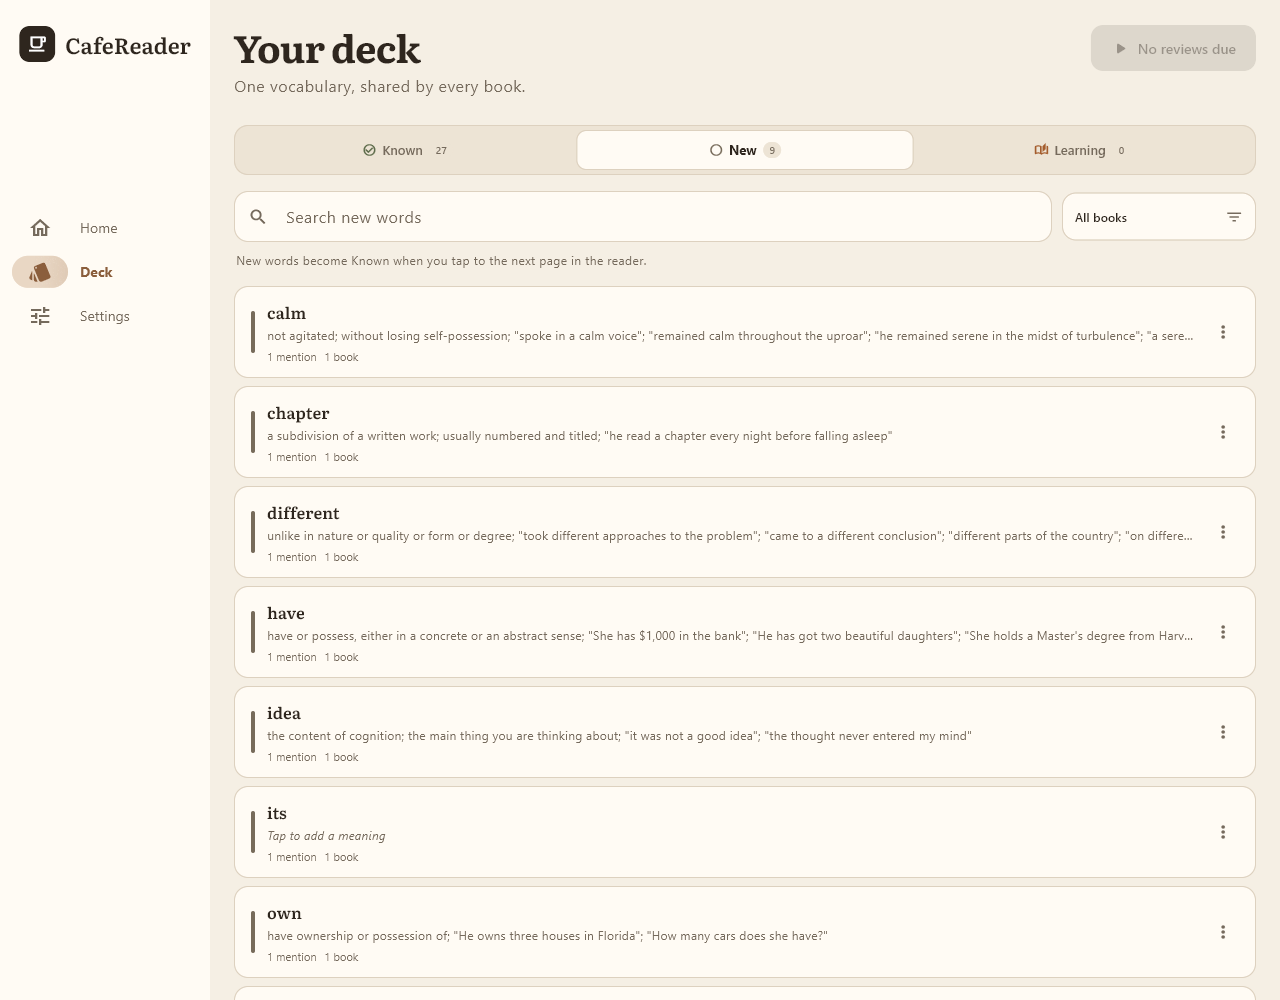 CafeReader
Home
Deck
Settings
Your deck
One vocabulary, shared by every book.
No reviews due
Known 27
New 9
Learning 0
Search new words
All books
New words become Known when you tap to the next page in the reader.
calm
not agitated; without losing self-possession; "spoke in a calm voice"; "remained calm throughout the uproar"; "he remained serene in the midst of turbulence"; "a sere...
1 mention 1 book
chapter
a subdivision of a written work; usually numbered and titled; "he read a chapter every night before falling asleep"
1 mention 1 book
different
unlike in nature or quality or form or degree; "took different approaches to the problem"; "came to a different conclusion"; "different parts of the country"; "on differe...
1 mention 1 book
have
have or possess, either in a concrete or an abstract sense; "She has $1,000 in the bank"; "He has got two beautiful daughters"; "She holds a Master's degree from Harv...
1 mention 1 book
idea
the content of cognition; the main thing you are thinking about; "it was not a good idea"; "the thought never entered my mind"
1 mention 1 book
its
Tap to add a meaning
1 mention 1 book
own
have ownership or possession of; "He owns three houses in Florida"; "How many cars does she have?"
1 mention 1 book